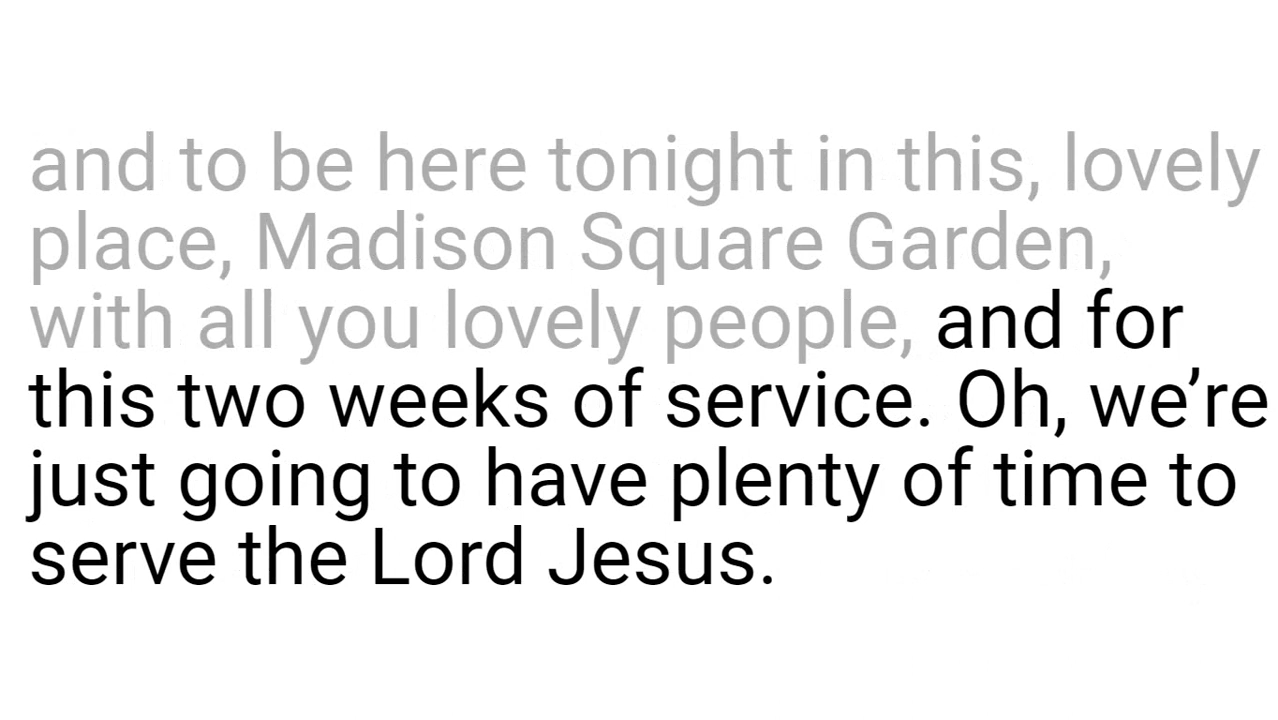 and to be here tonight in this, lovely
place, Madison Square Garden,
with all you lovely people, and for
this two weeks of service. Oh, we’re
just going to have plenty of time to
serve the Lord Jesus.